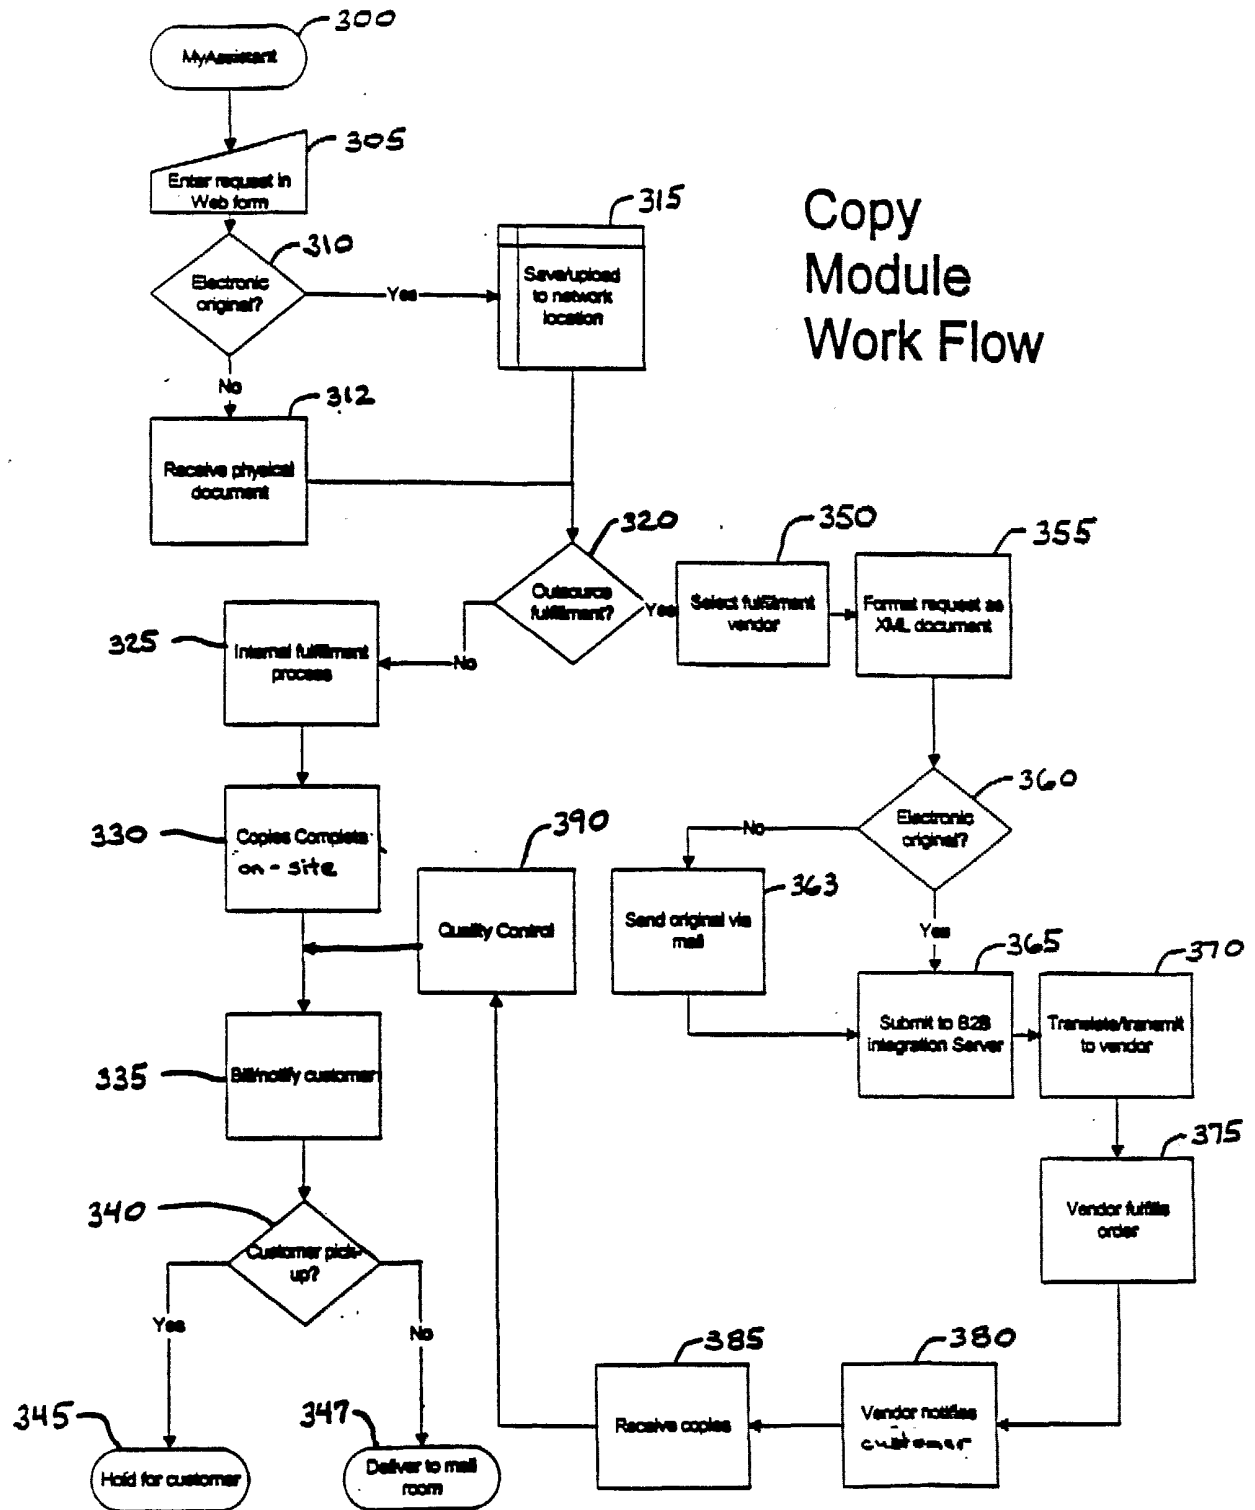 300
MyAssistant
305
Enter request in
Web form
310
Electronic
original?
Yes
No
315
Save/upload
to network
location
Copy
Module
Work Flow
312
Receive physical
document
320
Outsource
fulfillment?
Yes
No
350
Select fulfillment
vendor
355
Format request as
XML document
325
Internal fulfillment
process
360
Electronic
original?
No
Yes
330
Copies Complete
on-site
390
Quality Control
363
Send original via
mail
365
Submit to B2B
integration Server
370
Translate/transmit
to vendor
335
Bill/notify customer
375
Vendor fulfills
order
340
Customer pick-
up?
Yes
No
385
Receive copies
380
Vendor notifies
customer
345
Hold for customer
347
Deliver to mail
room